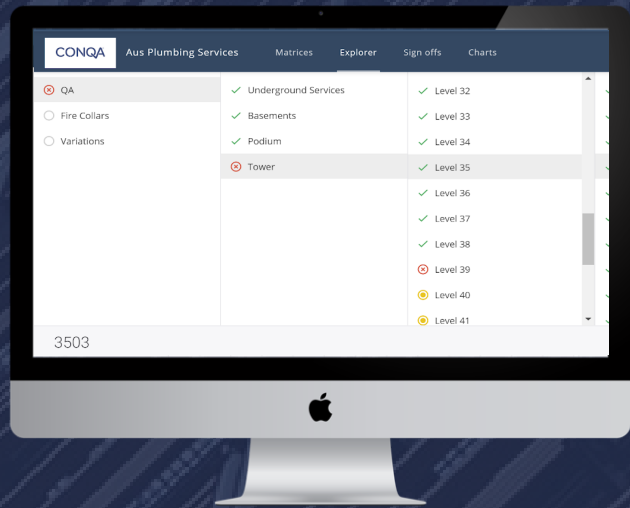 CONQA Aus Plumbing Services Matrices Explorer Sign offs Charts
QA
Fire Collars
Variations
Underground Services
Basements
Podium
Tower
Level 32
Level 33
Level 34
Level 35
Level 36
Level 37
Level 38
Level 39
Level 40
Level 41
3503